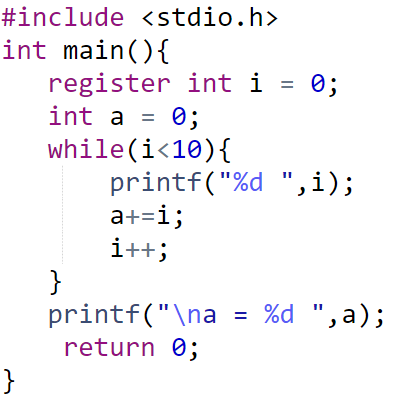 #include <stdio.h>
int main(){
   register int i = 0;
   int a = 0;
   while(i<10){
       printf("%d ",i);
       a+=i;
       i++;
   }
   printf("\na = %d ",a);
    return 0;
}